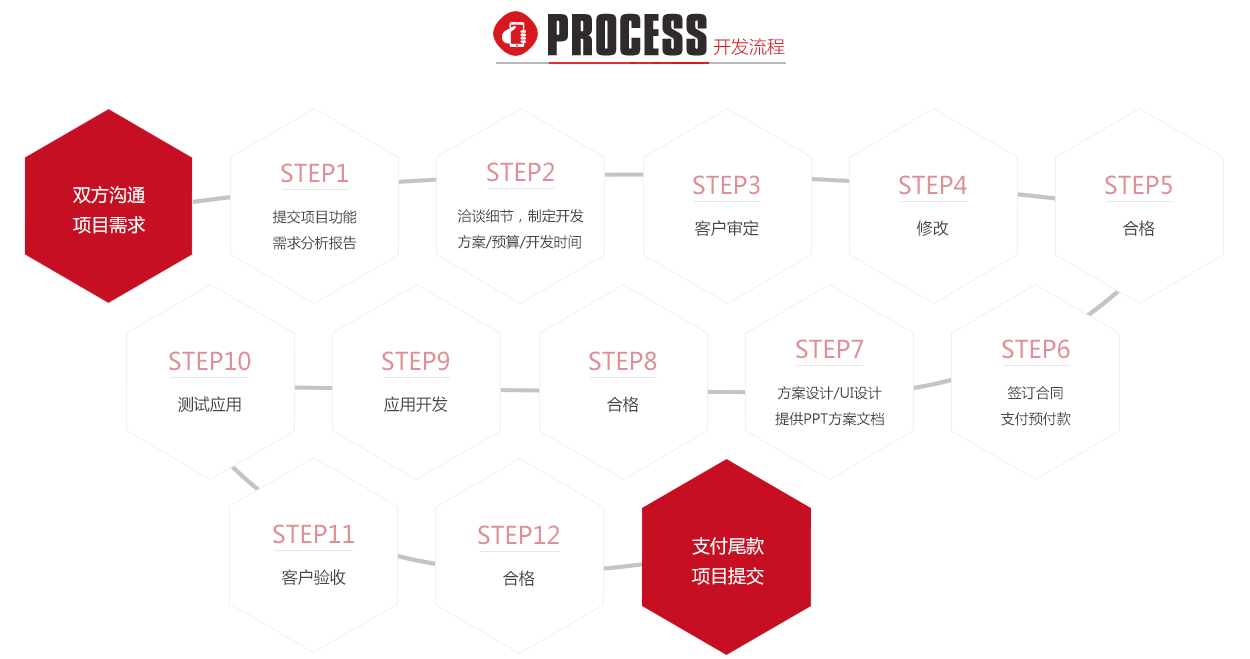 PROCESS 开发流程
双方沟通
项目需求
STEP1
提交项目功能
需求分析报告
STEP2
洽谈细节，制定开发
方案/预算/开发时间
STEP3
客户审定
STEP4
修改
STEP5
合格
STEP6
签订合同
支付预付款
STEP7
方案设计/UI设计
提供PPT方案文档
STEP8
合格
STEP9
应用开发
STEP10
测试应用
STEP11
客户验收
STEP12
合格
支付尾款
项目提交